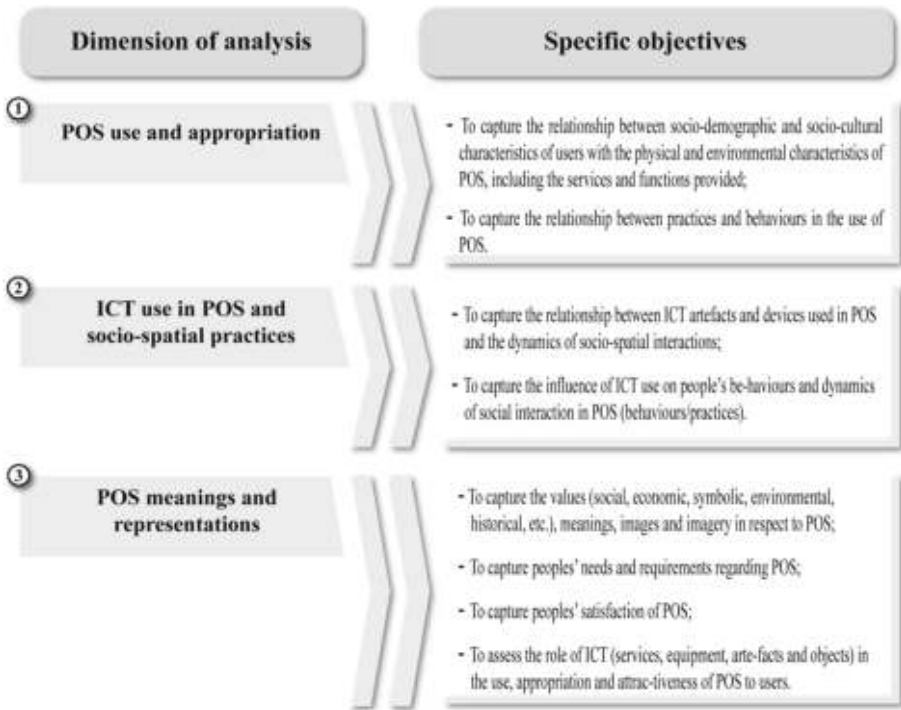 Dimension of analysis
Specific objectives
1
POS use and appropriation
- To capture the relationship between socio-demographic and socio-cultural
characteristics of users with the physical and environmental characteristics of
POS, including the services and functions provided;
- To capture the relationship between practices and behaviours in the use of
POS.
2
ICT use in POS and
socio-spatial practices
- To capture the relationship between ICT artefacts and devices used in POS
and the dynamics of socio-spatial interactions;
- To capture the influence of ICT use on people's be-haviours and dynamics
of social interaction in POS (behaviours/practices).
3
POS meanings and
representations
- To capture the values (social, economic, symbolic, environmental,
historical, etc.), meanings, images and imagery in respect to POS;
- To capture peoples' needs and requirements regarding POS;
- To capture peoples' satisfaction of POS;
- To assess the role of ICT (services, equipment, arte-facts and objects) in
the use, appropriation and attrac-tiveness of POS to users.